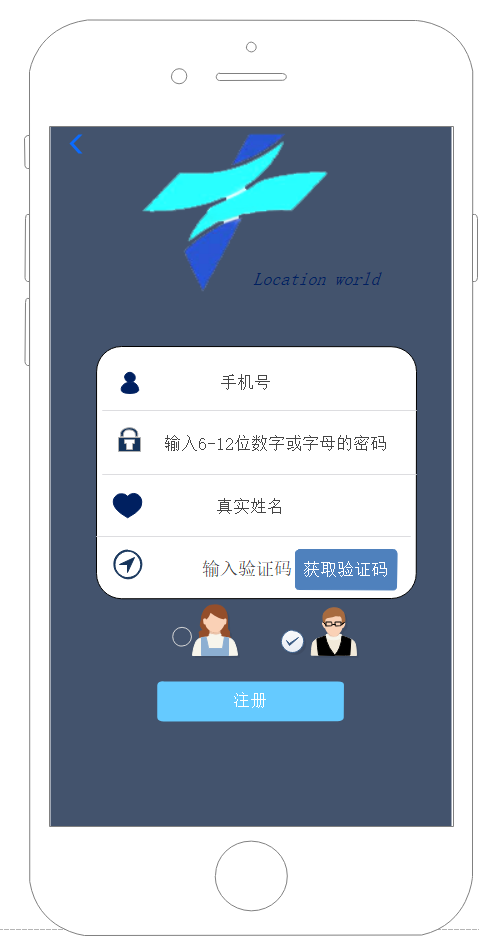 Location world
手机号
输入6-12位数字或字母的密码
真实姓名
输入验证码 获取验证码
注册